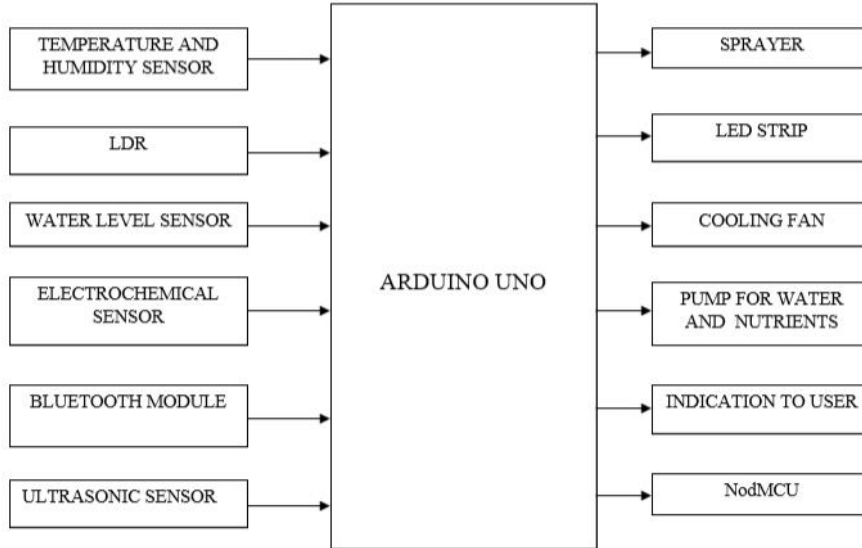 TEMPERATURE AND
HUMIDITY SENSOR
LDR
WATER LEVEL SENSOR
ELECTROCHEMICAL
SENSOR
BLUETOOTH MODULE
ULTRASONIC SENSOR
ARDUINO UNO
SPRAYER
LED STRIP
COOLING FAN
PUMP FOR WATER
AND NUTRIENTS
INDICATION TO USER
NodMCU